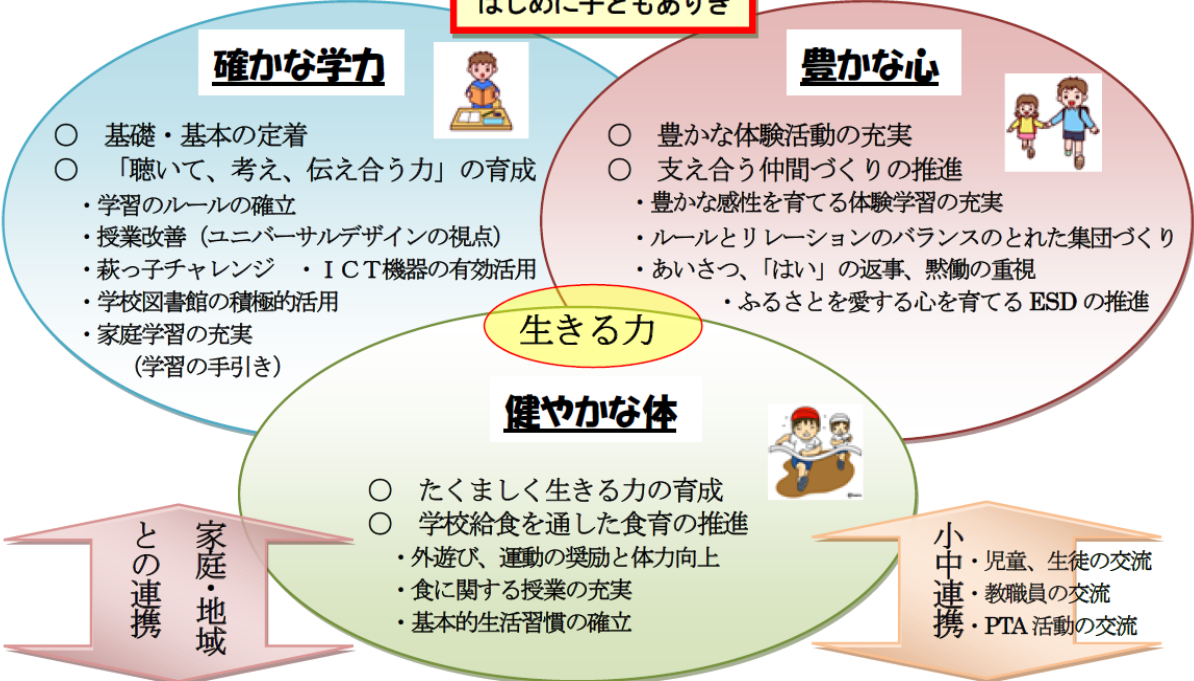 はじめに子どもありき
確かな学力
○ 基礎・基本の定着
○ 「聴いて、考え、伝え合う力」の育成
・学習のルールの確立
・授業改善（ユニバーサルデザインの視点）
・萩っ子チャレンジ ・ＩＣＴ機器の有効活用
・学校図書館の積極的活用
・家庭学習の充実
（学習の手引き）
豊かな心
○ 豊かな体験活動の充実
○ 支え合う仲間づくりの推進
・豊かな感性を育てる体験学習の充実
・ルールとリレーションのバランスのとれた集団づくり
・あいさつ、「はい」の返事、黙働の重視
・ふるさとを愛する心を育てる ESD の推進
生きる力
健やかな体
○ たくましく生きる力の育成
○ 学校給食を通した食育の推進
・外遊び、運動の奨励と体力向上
・食に関する授業の充実
・基本的生活習慣の確立
家庭・地域
との連携
小中連携
・児童、生徒の交流
・教職員の交流
・PTA 活動の交流